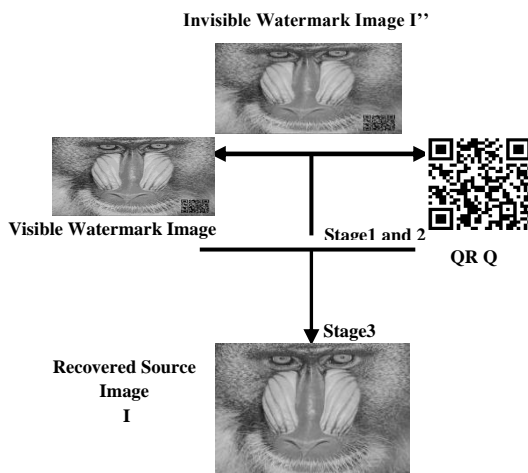 Invisible Watermark Image I’’
Visible Watermark Image
Stage1 and 2
QR Q
Stage3
Recovered Source
Image
I